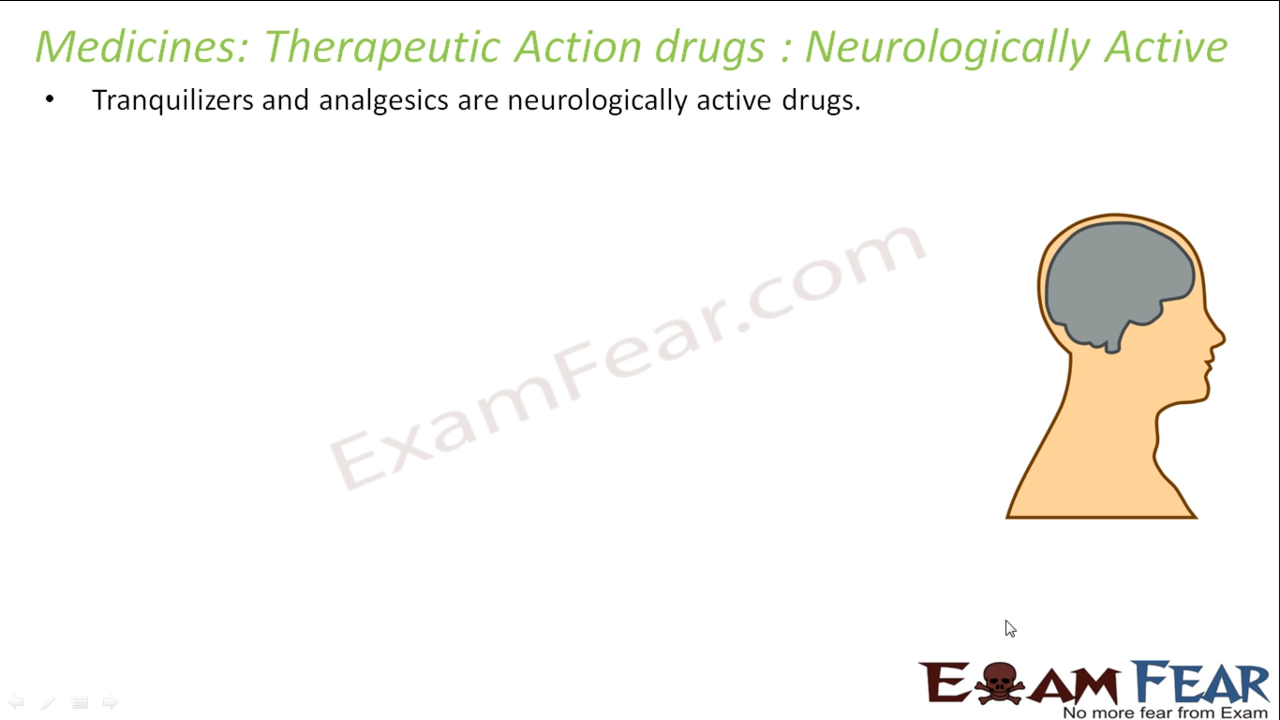 Medicines: Therapeutic Action drugs : Neurologically Active
• Tranquilizers and analgesics are neurologically active drugs.
ExamFear.com
EXAM FEAR
No more fear from Exam